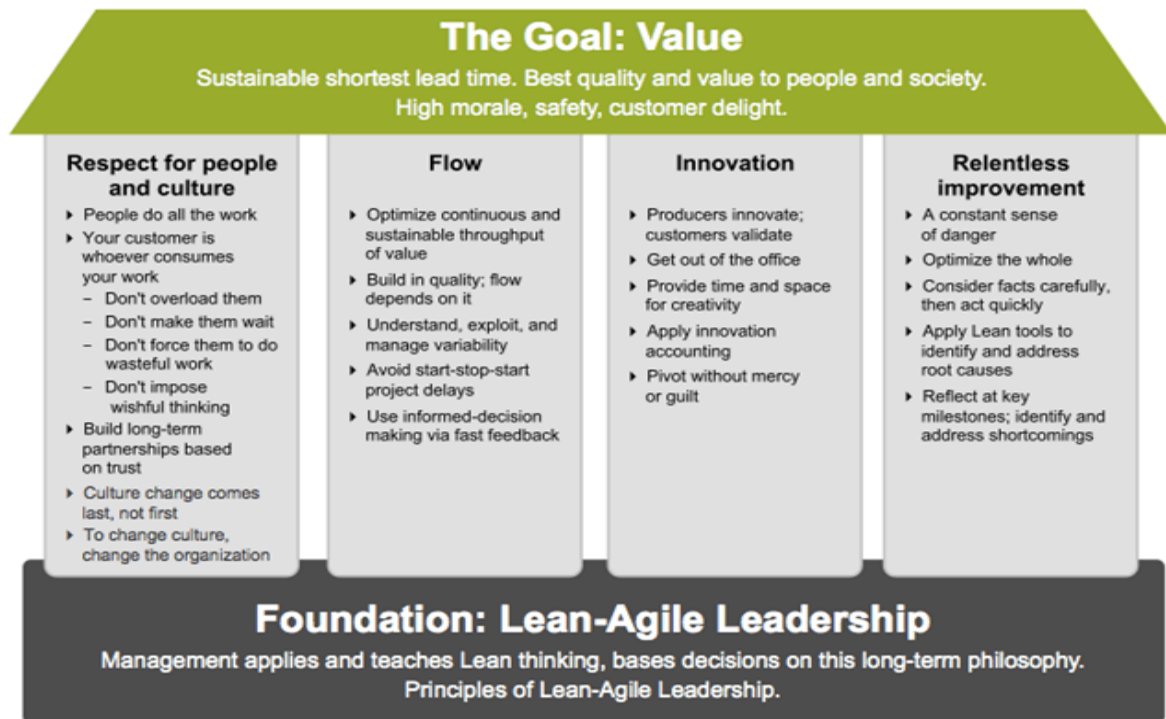 The Goal: Value
Sustainable shortest lead time. Best quality and value to people and society.
High morale, safety, customer delight.
Respect for people
and culture
People do all the work
Your customer is
whoever consumes
your work
– Don't overload them
– Don't make them wait
– Don't force them to do
wasteful work
– Don't impose
wishful thinking
Build long-term
partnerships based
on trust
Culture change comes
last, not first
To change culture,
change the organization
Flow
Optimize continuous and
sustainable throughput
of value
Build in quality; flow
depends on it
Understand, exploit, and
manage variability
Avoid start-stop-start
project delays
Use informed-decision
making via fast feedback
Innovation
Producers innovate;
customers validate
Get out of the office
Provide time and space
for creativity
Apply innovation
accounting
Pivot without mercy
or guilt
Relentless
improvement
A constant sense
of danger
Optimize the whole
Consider facts carefully,
then act quickly
Apply Lean tools to
identify and address
root causes
Reflect at key
milestones; identify and
address shortcomings
Foundation: Lean-Agile Leadership
Management applies and teaches Lean thinking, bases decisions on this long-term philosophy.
Principles of Lean-Agile Leadership.